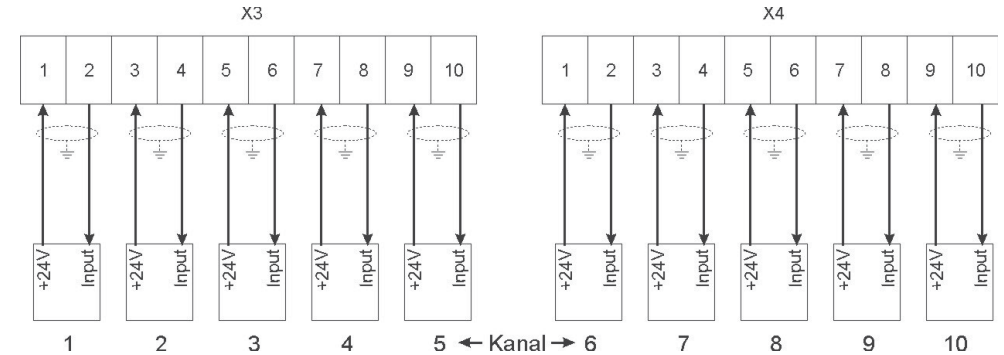 X3 X4
1 2 3 4 5 6 7 8 9 10 1 2 3 4 5 6 7 8 9 10
+24V Input +24V Input +24V Input +24V Input +24V Input +24V Input +24V Input +24V Input +24V Input +24V Input
1 2 3 4 5 ← Kanal → 6 7 8 9 10